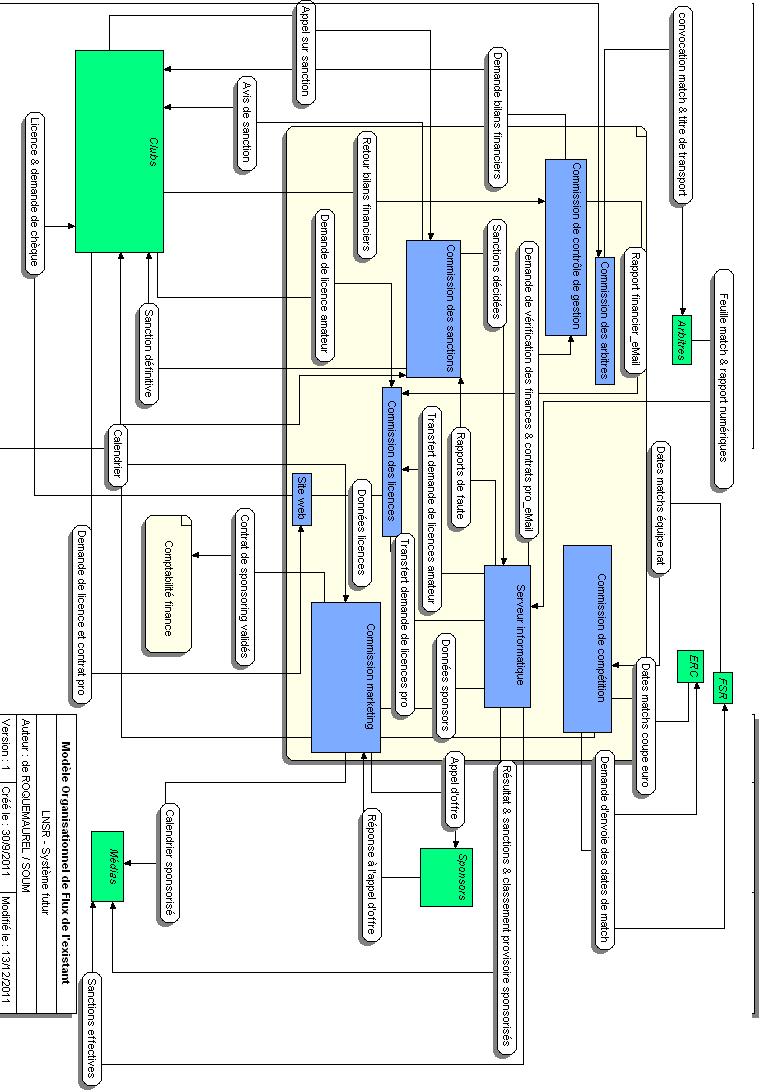 convocation match & titre de transport
Feuille match & rapport numériques
Arbitres
Dates matchs équipe nat
FSR
ERC
Dates matchs coupe euro
Demande d'envoie des dates de match
Rapport financier_eMail
Commission des arbitres
Commission de contrôle de gestion
Commission de compétition
Demande de vérification des finances & contrats pro_eMail
Demande bilans financiers
Sanctions décidées
Serveur informatique
Résultat & sanctions & classement provisoire sponsorisés
Commission des sanctions
Rapports de faute
Transfert demande de licences amateur
Données sponsors
Appel d'offre
Sponsors
Commission des licences
Transfert demande de licences pro
Retour bilans financiers
Données licences
Commission marketing
Réponse à l'appel d'offre
Appel sur sanction
Demande de licence amateur
Site web
Avis de sanction
Contrat de sponsoring validés
Comptabilité finance
Clubs
Sanction définitive
Calendrier sponsorisé
Calendrier
Médias
Demande de licence et contrat pro
Sanctions effectives
Licence & demande de chèque
Modèle Organisationnel de Flux de l'existant
LNSR - Système futur
Auteur : de ROQUEMAUREL / SOUM
Version : 1 Créé le : 30/9/2011 Modifié le : 13/12/2011